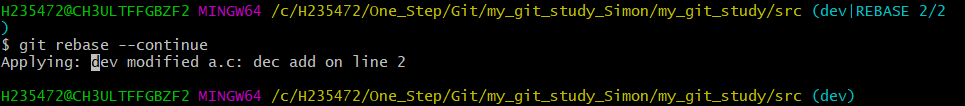 H235472@CH3ULTFFGBZF2 MINGW64 /c/H235472/One_Step/Git/my_git_study_Simon/my_git_study/src (dev|REBASE 2/2
)
$ git rebase --continue
Applying: dev modified a.c: dec add on line 2
H235472@CH3ULTFFGBZF2 MINGW64 /c/H235472/One_Step/Git/my_git_study_Simon/my_git_study/src (dev)